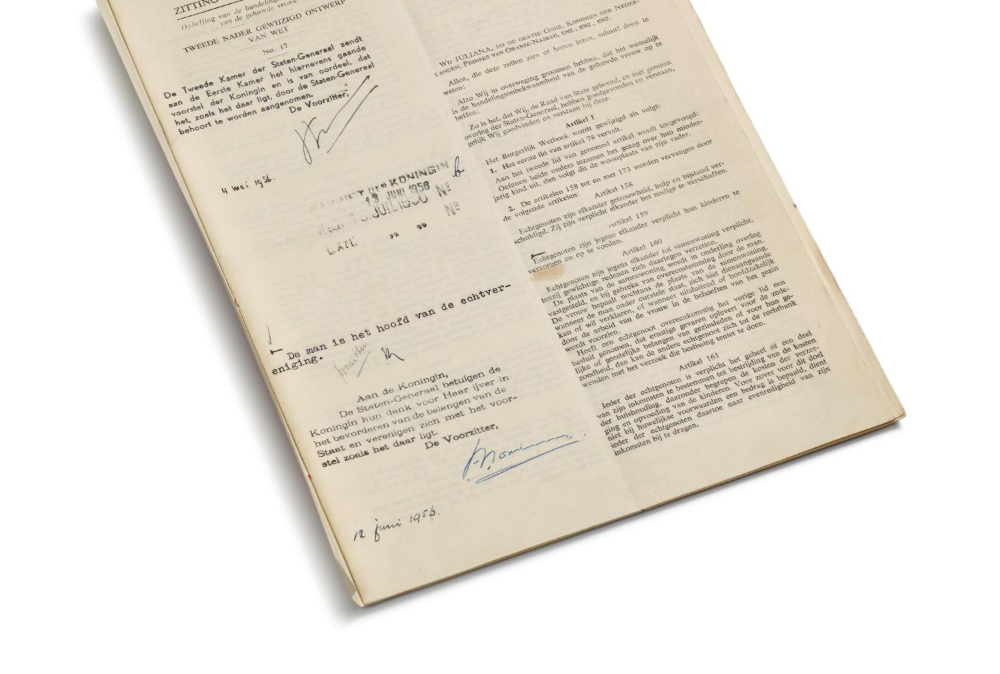 ZITTING
Opheffing van de handelings
van de gehuwde vrouw
TWEEDE NADER GEWIJZIGD ONTWERP
VAN WET
No. 17
De Tweede Kamer der Staten-Generaal zendt
aan de Eerste Kamer het hiernevens gaande
voorstel der Koningin en is van oordeel, dat
het, zoals het daar ligt, door de Staten-Generaal
behoort te worden aangenomen.
De Voorzitter,
4 mei 1956.
KONINGIN
13 JUNI 1956 No
No
De man is het hoofd van de echtver-
eniging.
Aan de Koningin,
De Staten-Generaal betuigen de
Koningin hun dank voor Haar ijver in
het bevorderen van de belangen van de
Staat en verenigen zich met het voor-
stel zoals het daar ligt.
De Voorzitter,
12 juni 1956.
WIJ JULIANA, BIJ DE GRATIE GODS, KONINGIN DER NEDER-
LANDEN, PRINSES VAN ORANJE-NASSAU, ENZ., ENZ., ENZ.
Allen, die deze zullen zien of horen lezen, saluut! doen te
weten:
Alzo Wij in overweging genomen hebben, dat het wenselijk
is de handelingsonbekwaamheid van de gehuwde vrouw op te
heffen:
Zo is het, dat Wij, de Raad van State gehoord, en met gemeen
overleg der Staten-Generaal, hebben goedgevonden en verstaan,
gelijk Wij goedvinden en verstaan bij deze:
Artikel I
Het Burgerlijk Wetboek wordt gewijzigd als volgt:
1. Het eerste lid van artikel 78 vervalt.
Aan het tweede lid van genoemd artikel wordt toegevoegd:
Oefenen beide ouders tezamen het gezag over hun minder-
jarig kind uit, dan volgt dit de woonplaats van zijn vader.
2. De artikelen 158 tot en met 173 worden vervangen door
de volgende artikelen:
Artikel 158
Echtgenoten zijn elkander getrouwheid, hulp en bijstand ver-
schuldigd. Zij zijn verplicht elkander het nodige te verschaffen.
Artikel 159
Echtgenoten zijn jegens elkander verplicht hun kinderen te
verzorgen en op te voeden.
Artikel 160
Echtgenoten zijn jegens elkander tot samenwoning verplicht,
tenzij gewichtige redenen zich daartegen verzetten.
De plaats van de samenwoning wordt in onderling overleg
vastgesteld, en bij gebreke van overeenstemming door de man.
De vrouw bepaalt nochtans de plaats van de samenwoning,
wanneer de man onder curatele staat, zich niet dienaangaande
kan of wil verklaren, of wanneer uitsluitend of hoofdzakelijk
door de arbeid van de vrouw in de behoeften van het gezin
wordt voorzien.
Heeft een echtgenoot overeenkomstig het vorige lid een
besluit genomen, dat ernstige gevaren oplevert voor de zede-
lijke of geestelijke belangen van gezinsleden of voor hun ge-
zondheid, dan kan de andere echtgenoot zich tot de rechtbank
wenden met het verzoek die beslissing teniet te doen.
Artikel 161
Ieder der echtgenoten is verplicht het geheel of een deel
van zijn inkomsten te bestemmen tot bestrijding van de kosten
der huishouding, daaronder begrepen de kosten der verzor-
ging en opvoeding van de kinderen. Voor zover voor dit doel
niet bij huwelijkse voorwaarden een bedrag is bepaald, dient
ieder der echtgenoten daartoe naar evenredigheid van zijn
inkomsten bij te dragen.